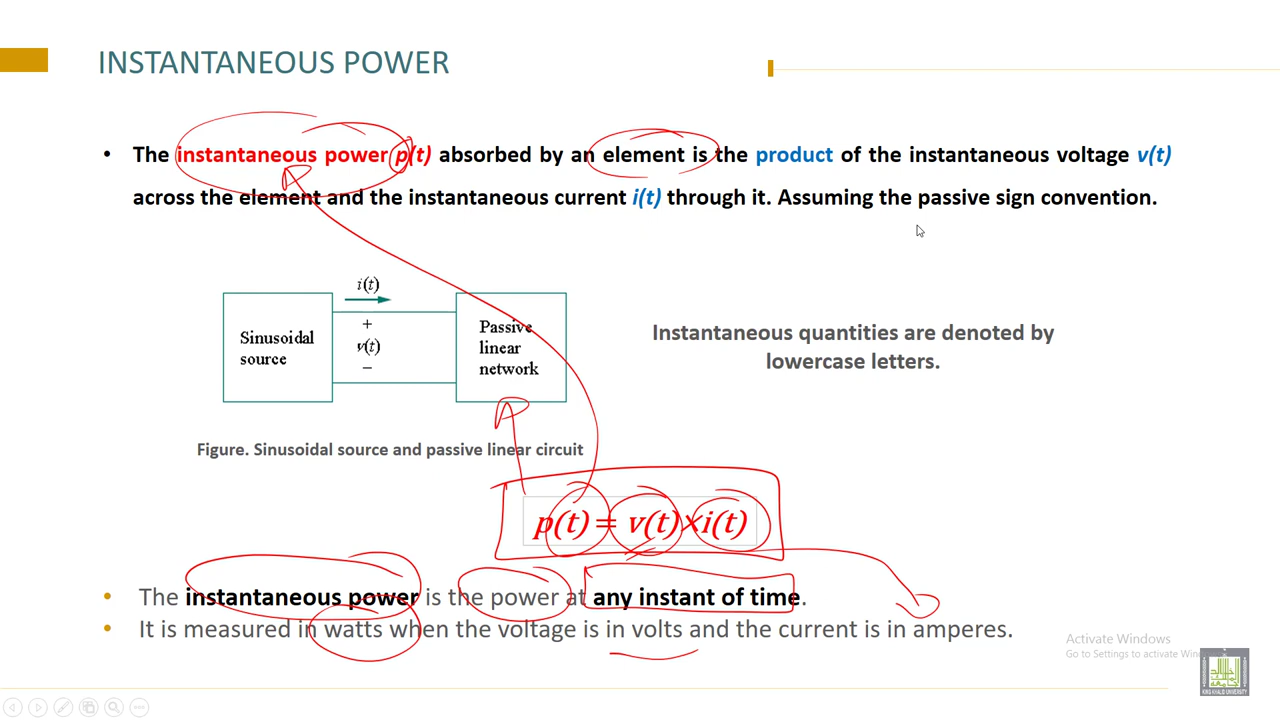 INSTANTANEOUS POWER
• The instantaneous power p(t) absorbed by an element is the product of the instantaneous voltage v(t)
across the element and the instantaneous current i(t) through it. Assuming the passive sign convention.
i(t)
+
v(t)
−
Sinusoidal
source
Passive
linear
network
Instantaneous quantities are denoted by
lowercase letters.
Figure. Sinusoidal source and passive linear circuit
p(t) = v(t)×i(t)
• The instantaneous power is the power at any instant of time.
• It is measured in watts when the voltage is in volts and the current is in amperes.
Activate Windows
Go to Settings to activate
KING KHALID UNIVERSITY